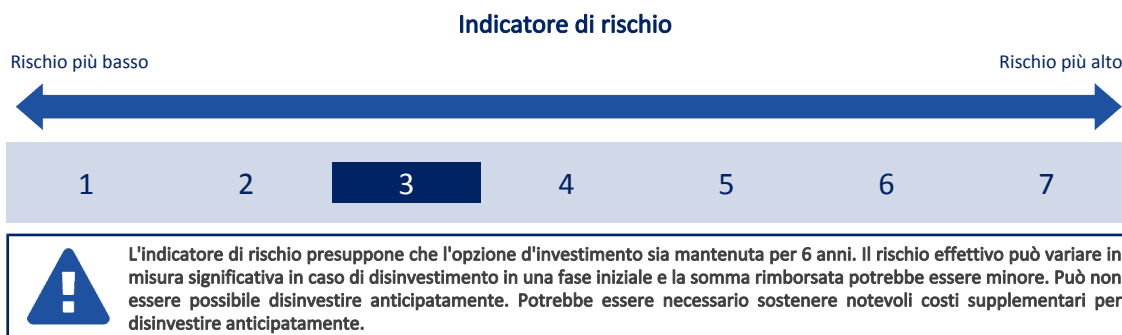 Indicatore di rischio
Rischio più basso
Rischio più alto
1 2 3 4 5 6 7
L'indicatore di rischio presuppone che l'opzione d'investimento sia mantenuta per 6 anni. Il rischio effettivo può variare in
misura significativa in caso di disinvestimento in una fase iniziale e la somma rimborsata potrebbe essere minore. Può non
essere possibile disinvestire anticipatamente. Potrebbe essere necessario sostenere notevoli costi supplementari per
disinvestire anticipatamente.